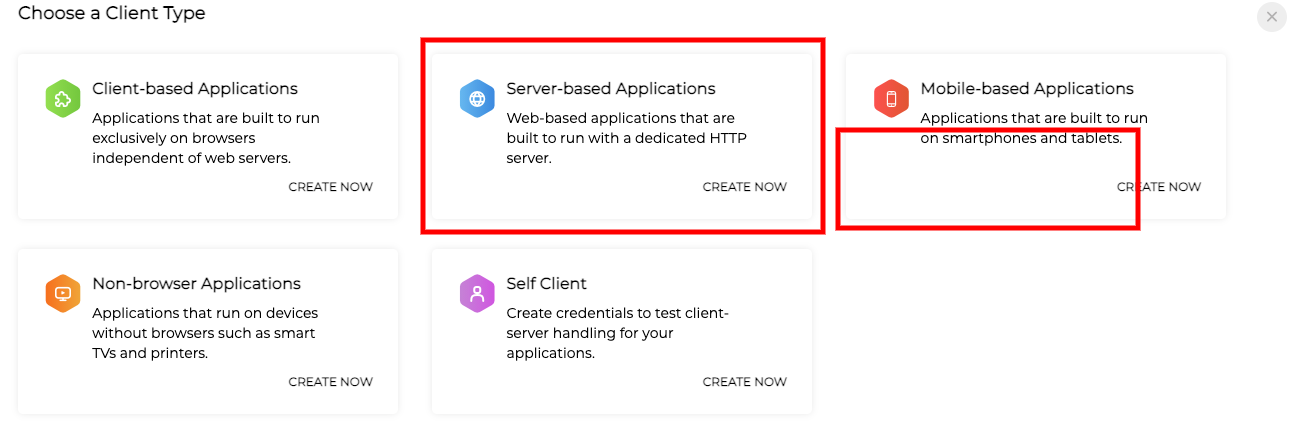 Choose a Client Type
Client-based Applications
Applications that are built to run
exclusively on browsers
independent of web servers.
CREATE NOW
Server-based Applications
Web-based applications that are
built to run with a dedicated HTTP
server.
CREATE NOW
Mobile-based Applications
Applications that are built to run
on smartphones and tablets.
CREATE NOW
Non-browser Applications
Applications that run on devices
without browsers such as smart
TVs and printers.
CREATE NOW
Self Client
Create credentials to test client-
server handling for your
applications.
CREATE NOW